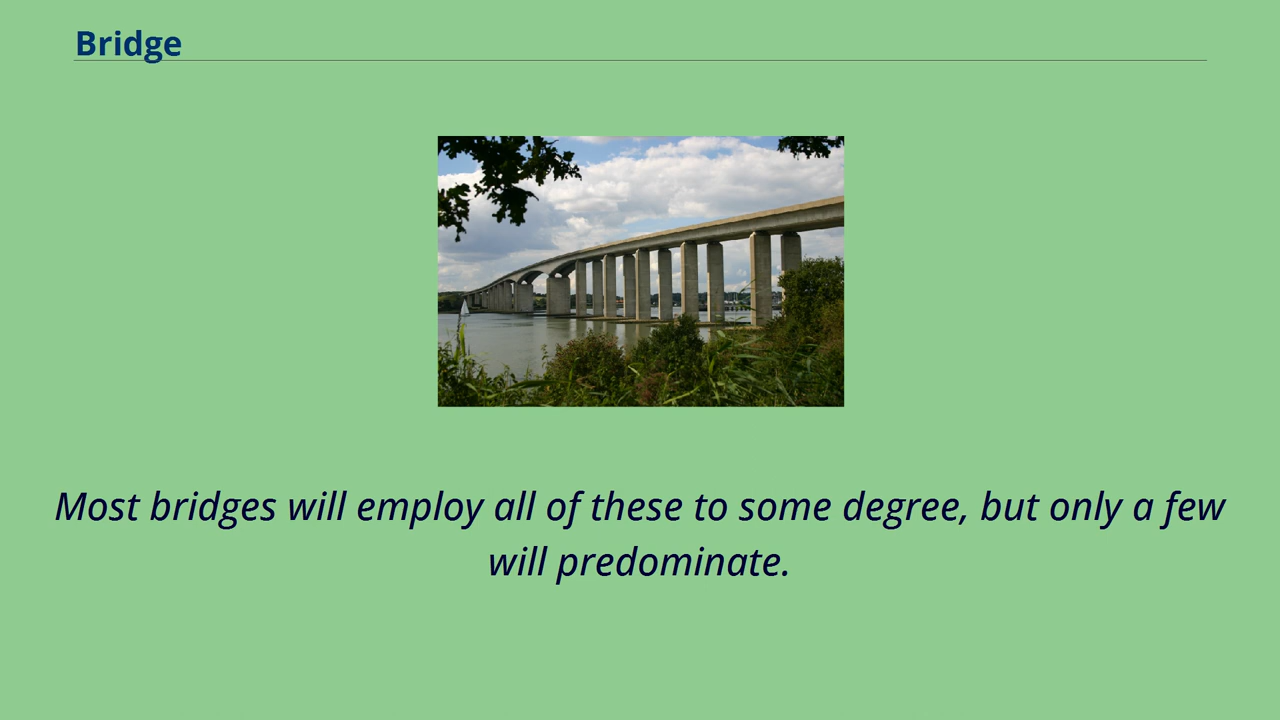 Bridge
Most bridges will employ all of these to some degree, but only a few
will predominate.